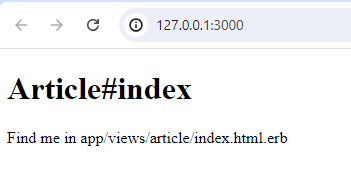 127.0.0.1:3000
Article#index
Find me in app/views/article/index.html.erb